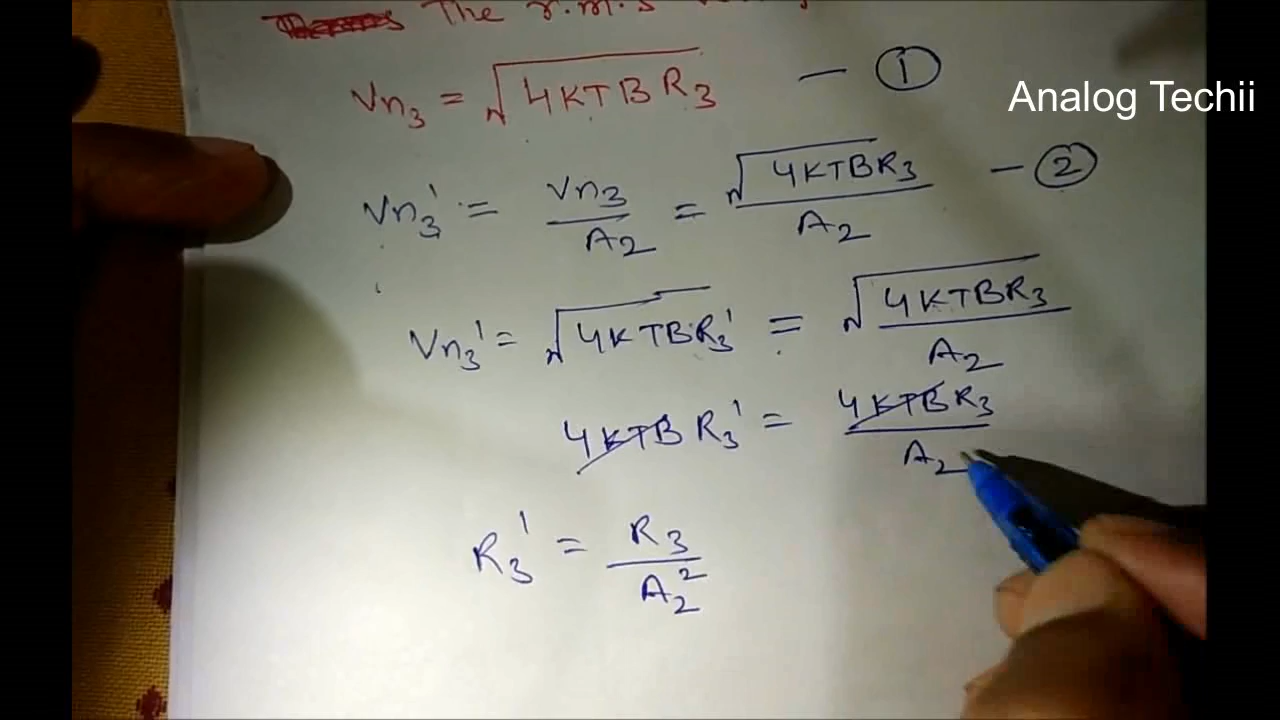 The r.m.s
Vn₃ = √4KTBR₃ — ①
Analog Techii
Vn₃' = Vn₃ / A₂ = √4KTBR₃ / A₂ — ②
Vn₃' = √4KTBR₃' = √4KTBR₃ / A₂
4KTBR₃' = 4KTBR₃ / A₂
R₃' = R₃ / A₂²